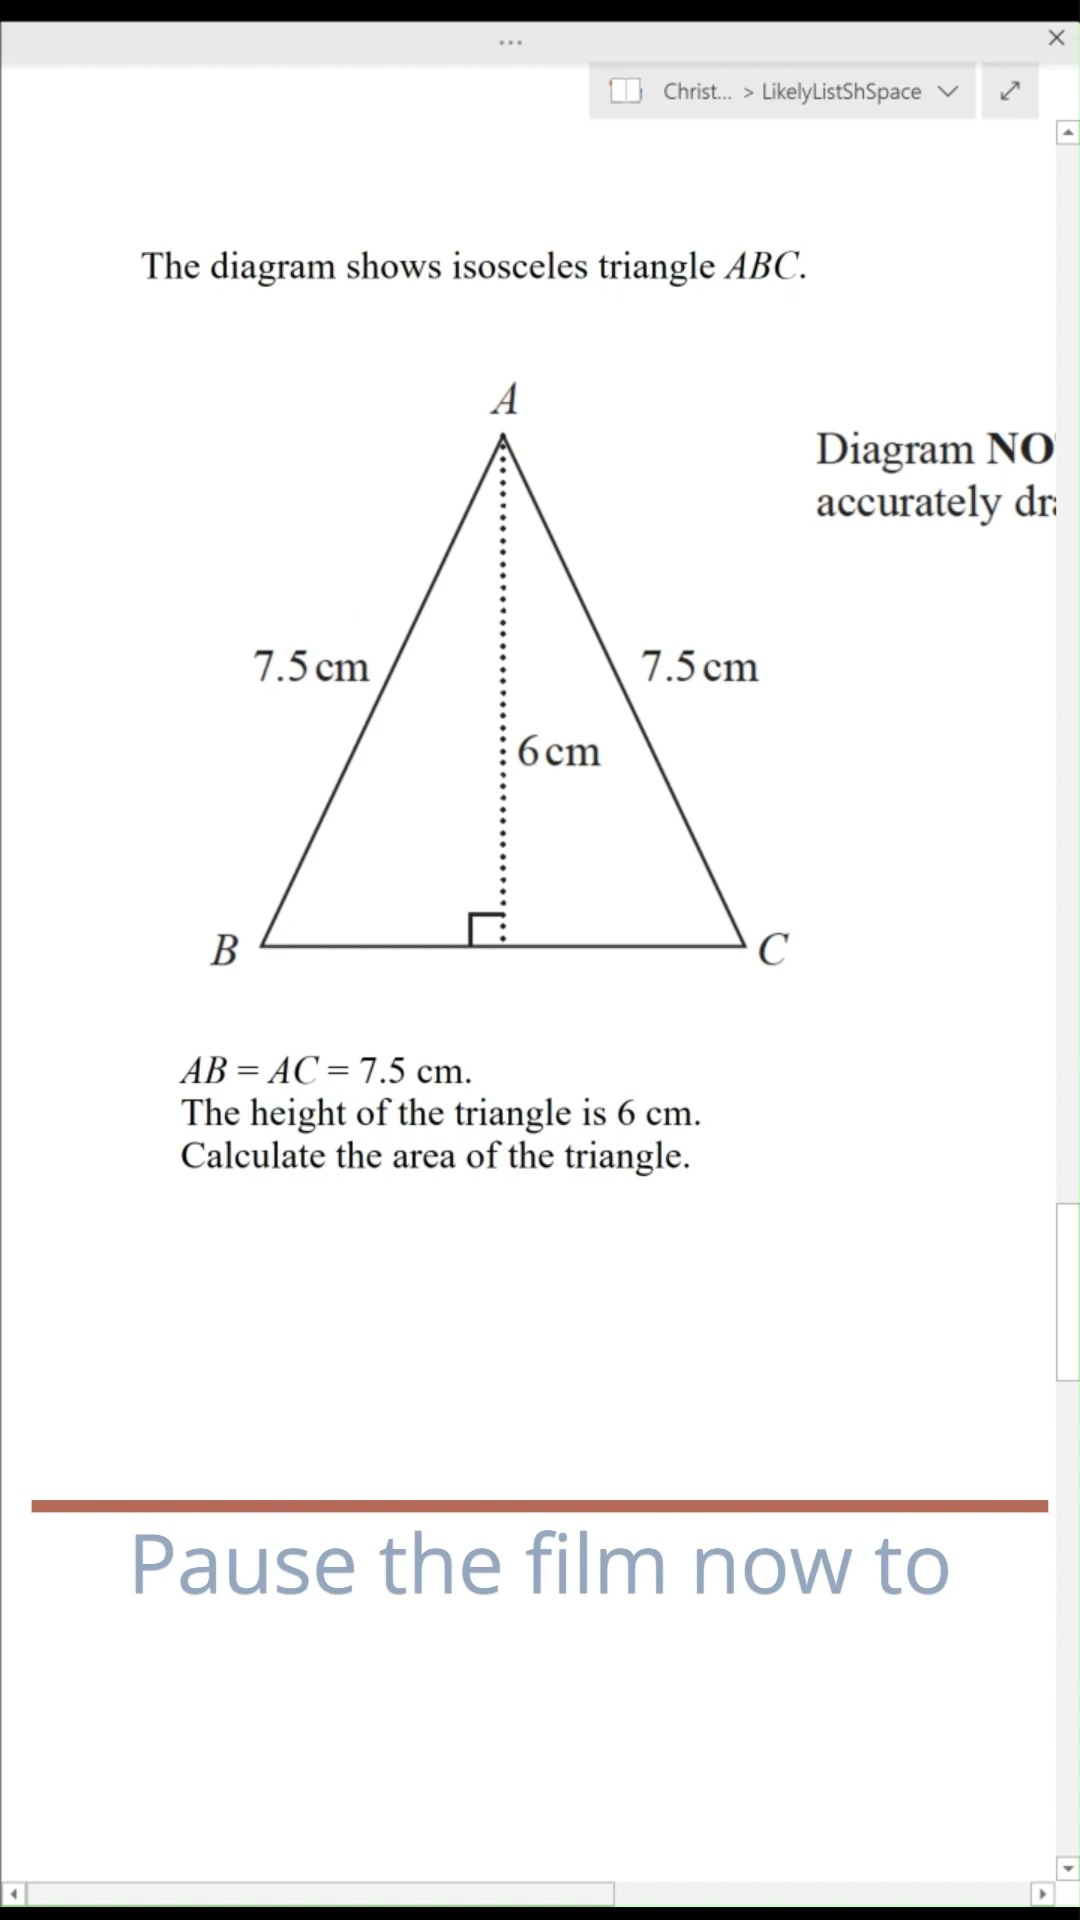 ...
Christ... > LikelyListShSpace
The diagram shows isosceles triangle ABC.
A
Diagram
accurately
7.5 cm
7.5 cm
6 cm
B
C
AB = AC = 7.5 cm.
The height of the triangle is 6 cm.
Calculate the area of the triangle.
Pause the film now to